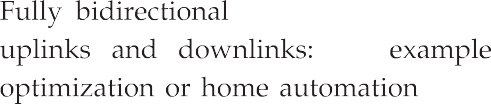 Fully bidirectional
uplinks and downlinks: example
optimization or home automation